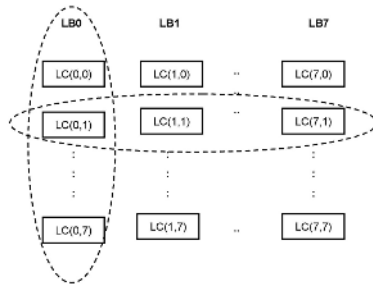 LB0 LB1 LB7
LC(0,0) LC(1,0) .. LC(7,0)
..
LC(0,1) LC(1,1) LC(7,1)
: : :
: : :
LC(0,7) LC(1,7) .. LC(7,7)